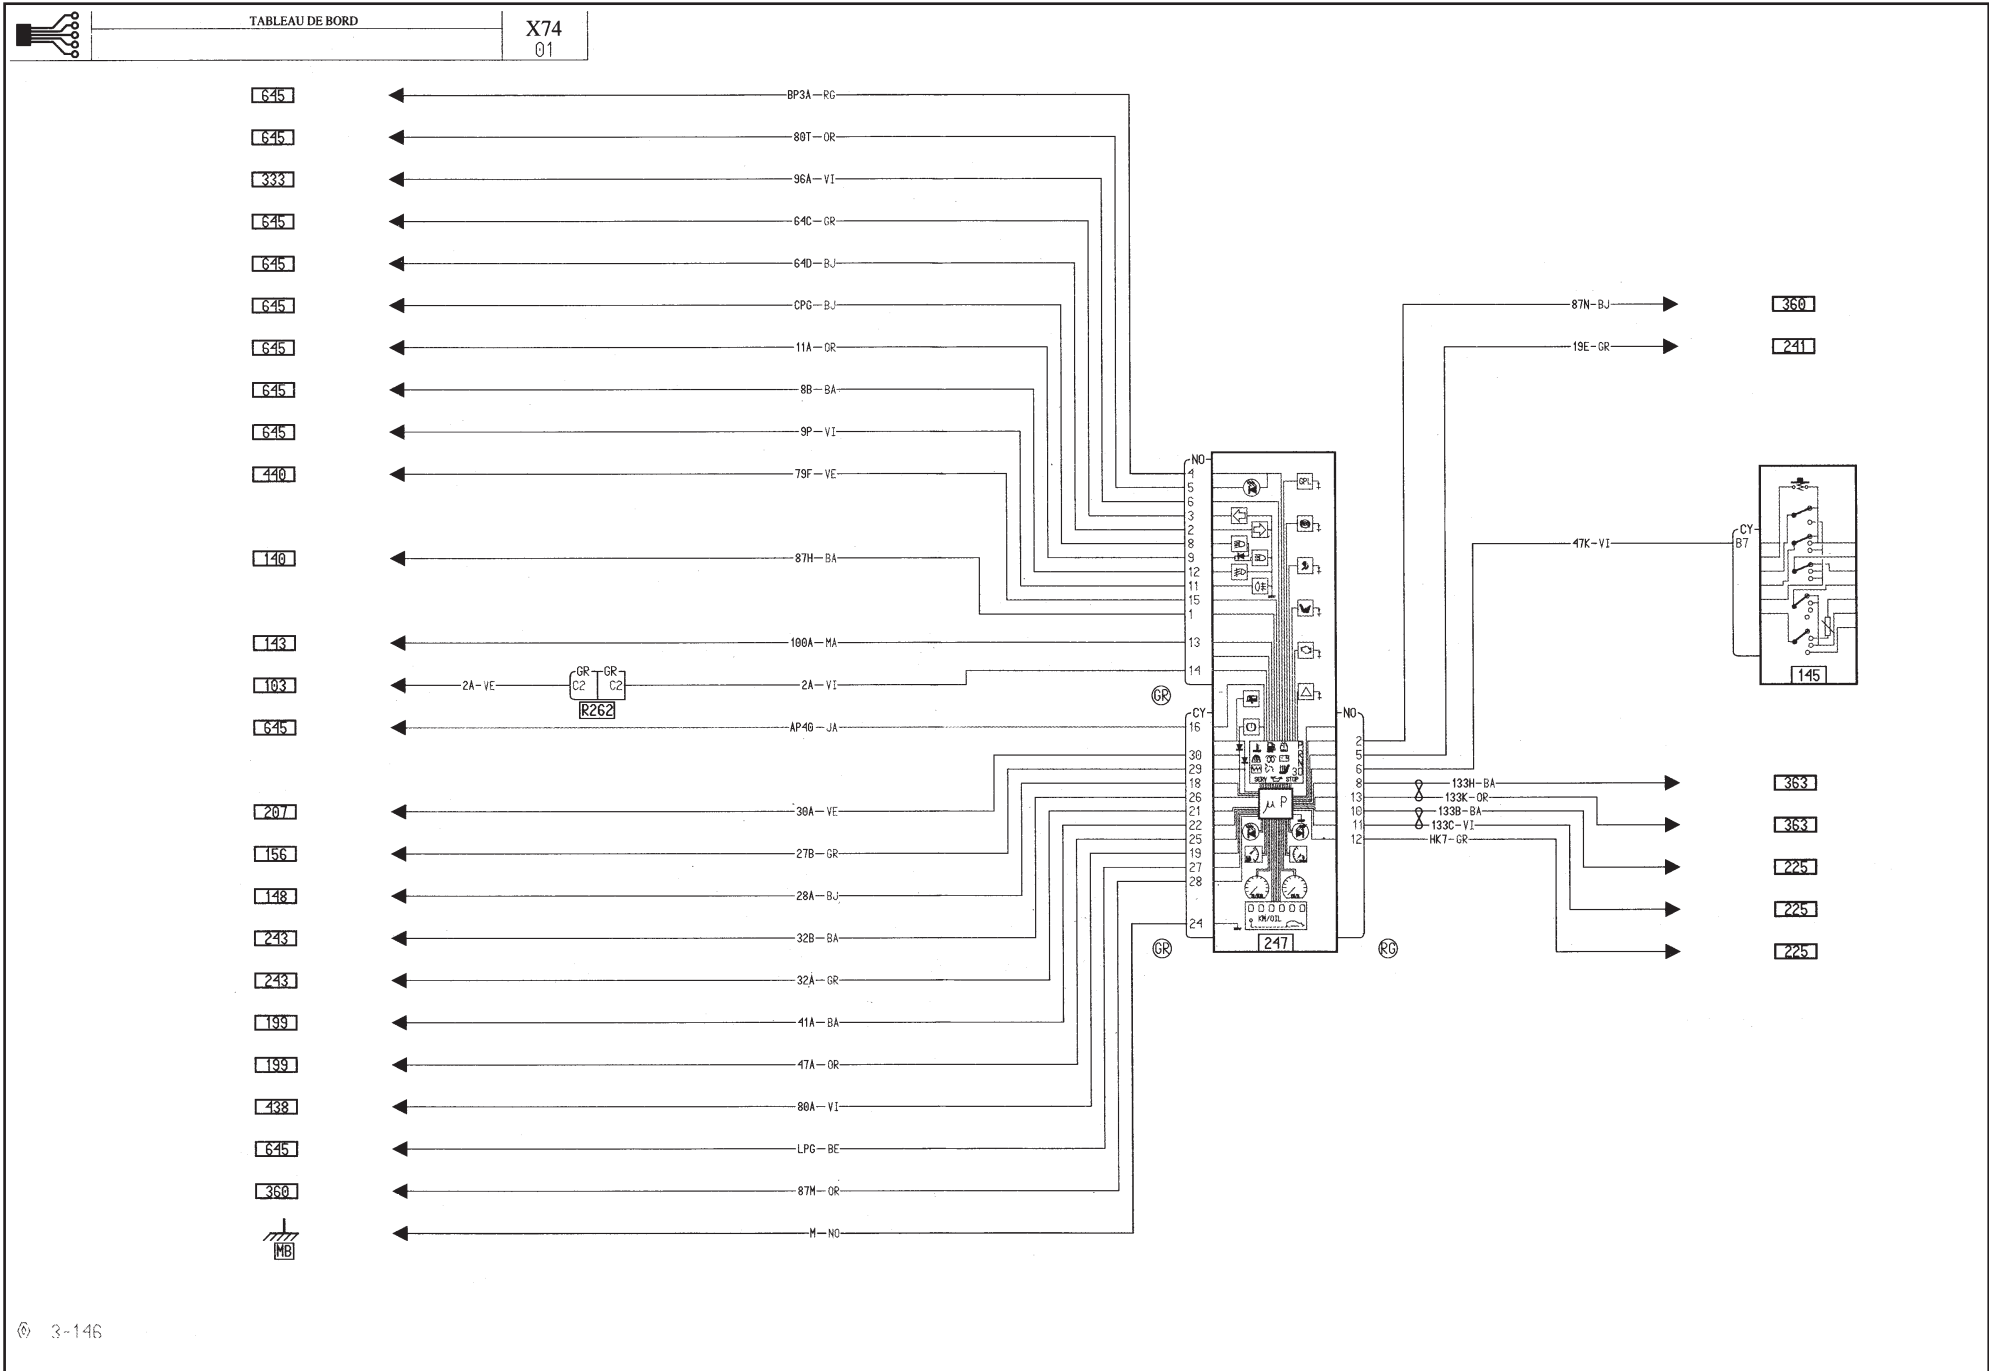 TABLEAU DE BORD
X74
01
645 BP3A-RG
645 80T-OR
333 96A-VI
645 64C-GR
645 64D-BJ
645 CPG-BJ
87N-BJ 360
645 11A-OR
19E-GR 241
645 8B-BA
645 9P-VI
440 79F-VE
NO
4
5
6
3
2
8
9
12
11
15
1
13
14
GR
GPL
CY
B7
47K-VI
145
140 87H-BA
143 100A-MA
103 2A-VE
GR GR
C2 C2
R262
2A-VI
645 AP40-JA
CY
16
30
29
18
26
21
22
25
19
27
28
24
GR
SERV STOP
µP
KM/OIL
247
NO
2
5
6
8
13
10
11
12
RG
133H-BA 363
133K-OR 363
133B-BA 225
133C-VI 225
HK7-GR 225
207 30A-VE
156 27B-GR
148 28A-BJ
243 32B-BA
243 32A-GR
199 41A-BA
199 47A-OR
438 80A-VI
645 LPG-BE
360 87M-OR
M-NO
MB
3-146